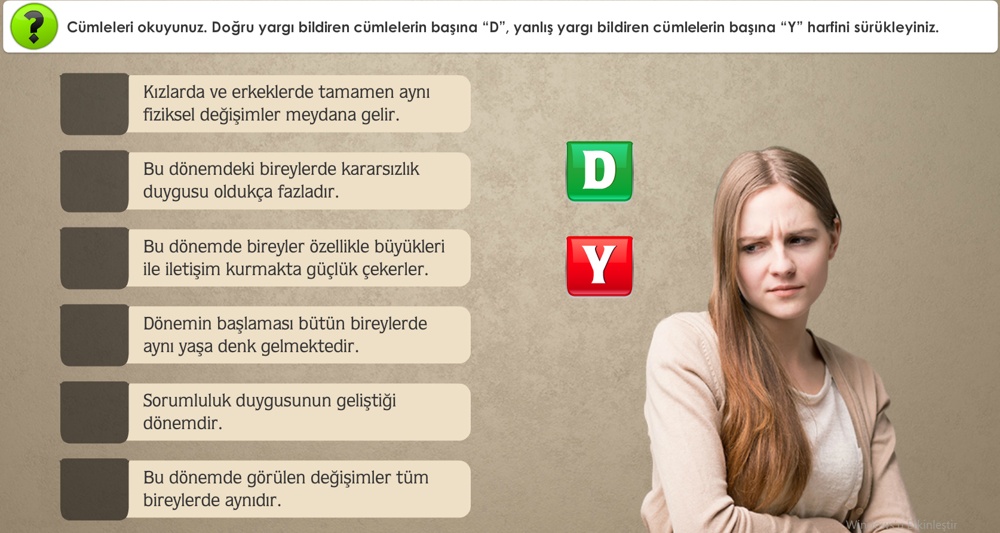 ?
Cümleleri okuyunuz. Doğru yargı bildiren cümlelerin başına “D”, yanlış yargı bildiren cümlelerin başına “Y” harfini sürükleyiniz.
Kızlarda ve erkeklerde tamamen aynı
fiziksel değişimler meydana gelir.
Bu dönemdeki bireylerde kararsızlık
duygusu oldukça fazladır.
Bu dönemde bireyler özellikle büyükleri
ile iletişim kurmakta güçlük çekerler.
Dönemin başlaması bütün bireylerde
aynı yaşa denk gelmektedir.
Sorumluluk duygusunun geliştiği
dönemdir.
Bu dönemde görülen değişimler tüm
bireylerde aynıdır.
D
Y
Windows'u Etkinleştir